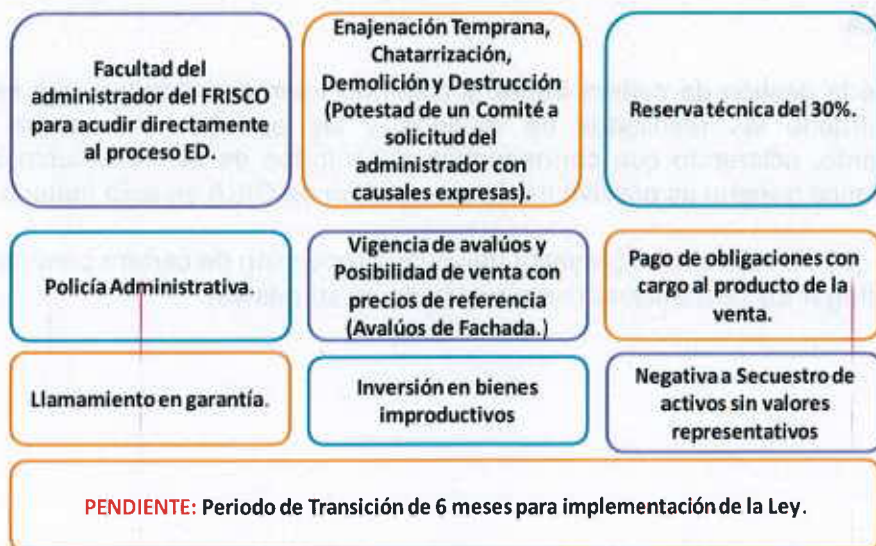 Facultad del
administrador del FRISCO
para acudir directamente
al proceso ED.
Enajenación Temprana,
Chatarrización,
Demolición y Destrucción
(Potestad de un Comité a
solicitud del
administrador con
causales expresas).
Reserva técnica del 30%.
Policía Administrativa.
Vigencia de avalúos y
Posibilidad de venta con
precios de referencia
(Avalúos de Fachada.)
Pago de obligaciones con
cargo al producto de la
venta.
Llamamiento en garantía.
Inversión en bienes
improductivos
Negativa a Secuestro de
activos sin valores
representativos
PENDIENTE: Periodo de Transición de 6 meses para implementación de la Ley.